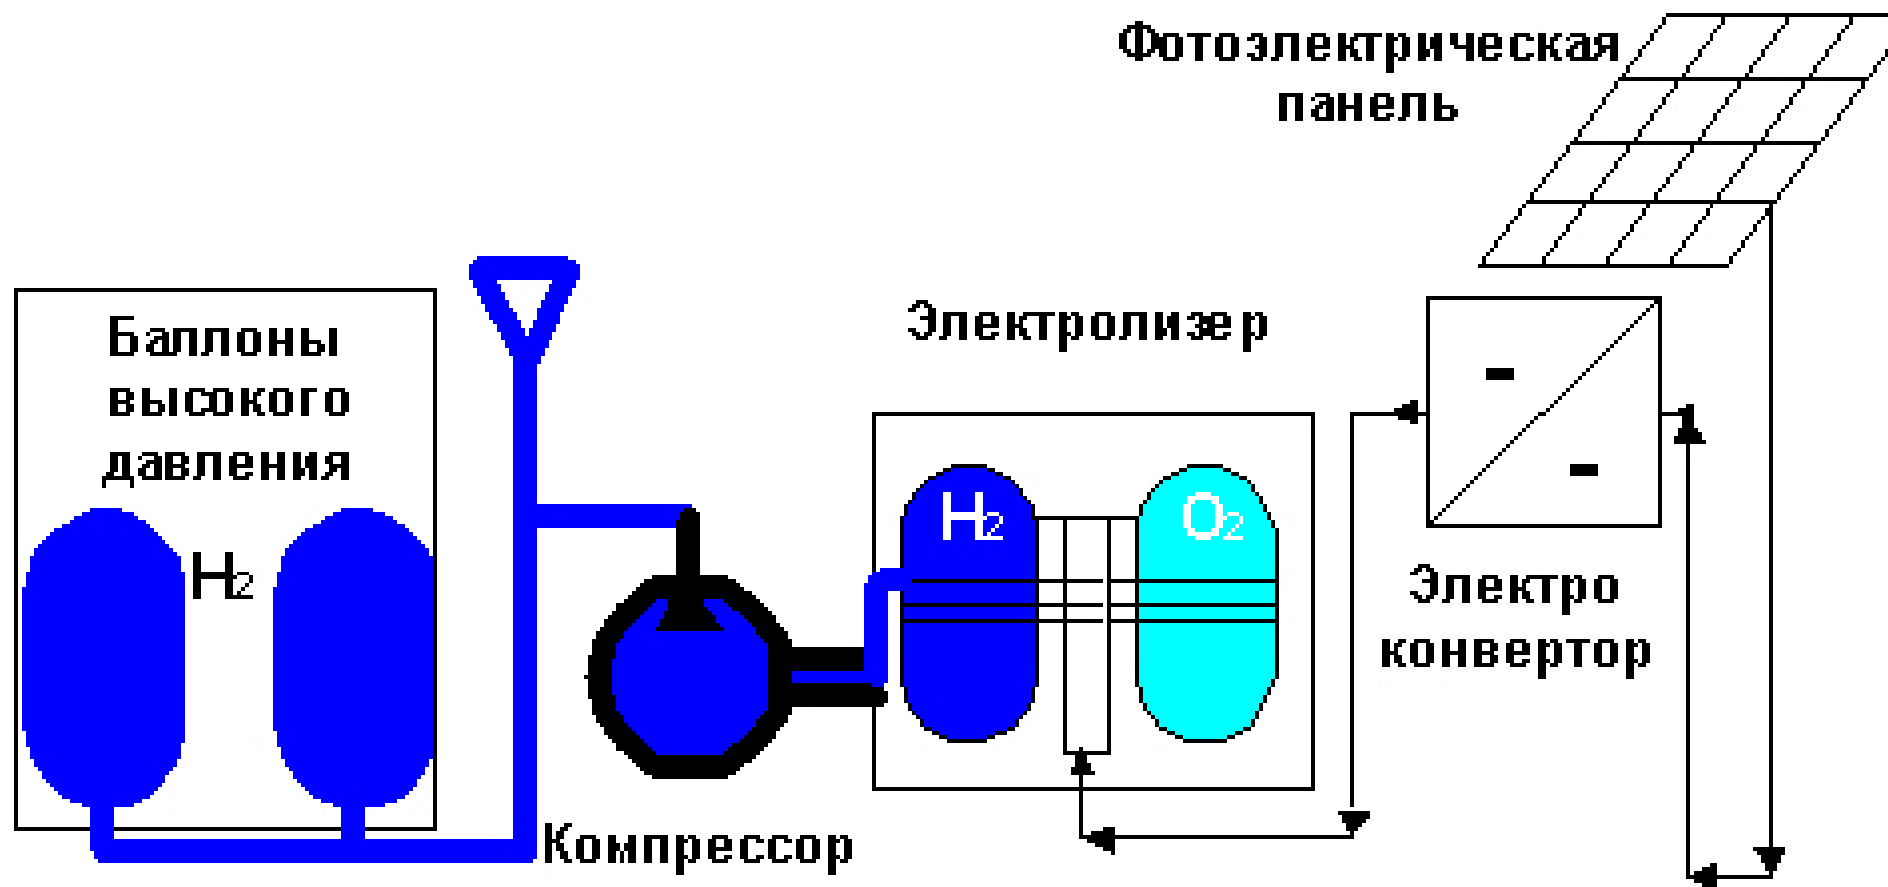 Фотоэлектрическая
панель
Электролизер
Баллоны
высокого
давления
H₂
H₂
O₂
Электро
конвертор
Компрессор